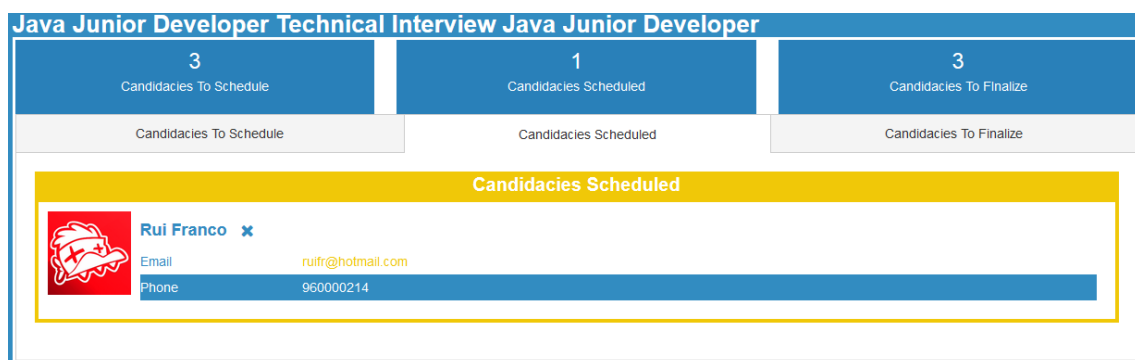 Java Junior Developer Technical Interview Java Junior Developer
3 1 3
Candidacies To Schedule Candidacies Scheduled Candidacies To FInalize
Candidacies To Schedule Candidacies Scheduled Candidacies To Finalize
Candidacies Scheduled
Rui Franco
Email ruifr@hotmail.com
Phone 960000214